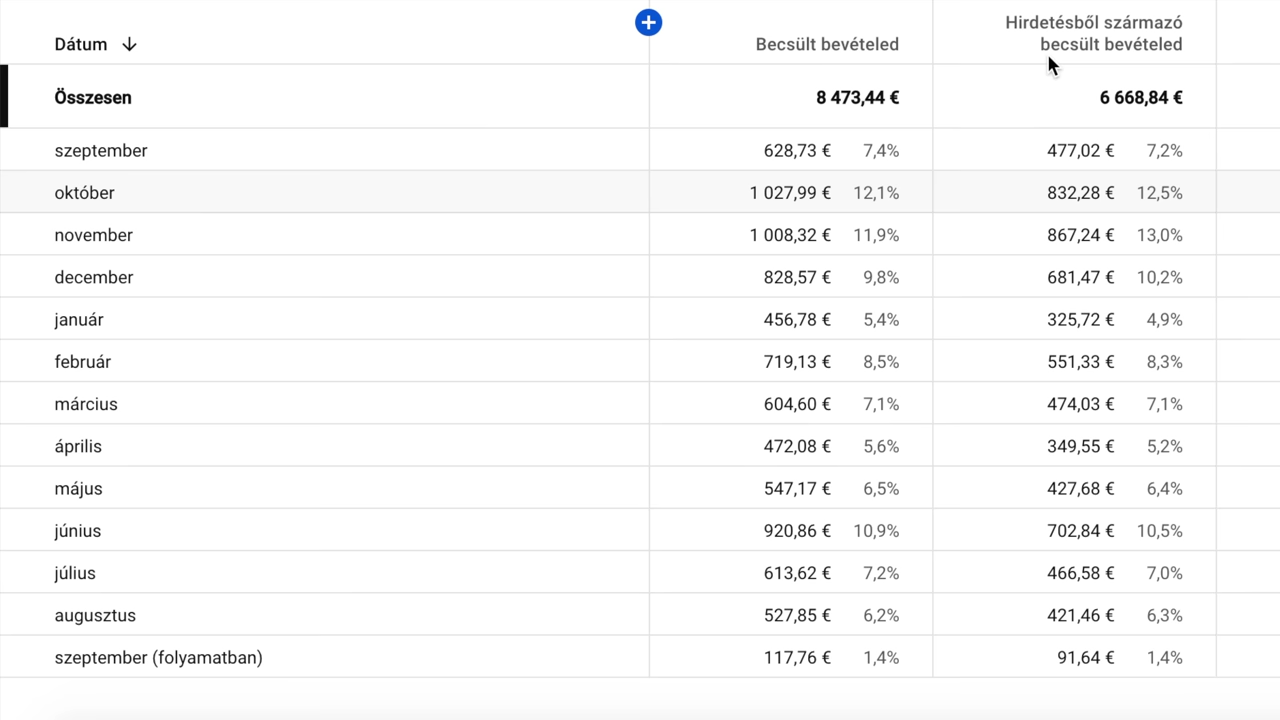 Dátum
Becsült bevételed
Hirdetésből származó
becsült bevételed
Összesen 8 473,44 € 6 668,84 €
szeptember 628,73 € 7,4% 477,02 € 7,2%
október 1 027,99 € 12,1% 832,28 € 12,5%
november 1 008,32 € 11,9% 867,24 € 13,0%
december 828,57 € 9,8% 681,47 € 10,2%
január 456,78 € 5,4% 325,72 € 4,9%
február 719,13 € 8,5% 551,33 € 8,3%
március 604,60 € 7,1% 474,03 € 7,1%
április 472,08 € 5,6% 349,55 € 5,2%
május 547,17 € 6,5% 427,68 € 6,4%
június 920,86 € 10,9% 702,84 € 10,5%
július 613,62 € 7,2% 466,58 € 7,0%
augusztus 527,85 € 6,2% 421,46 € 6,3%
szeptember (folyamatban) 117,76 € 1,4% 91,64 € 1,4%